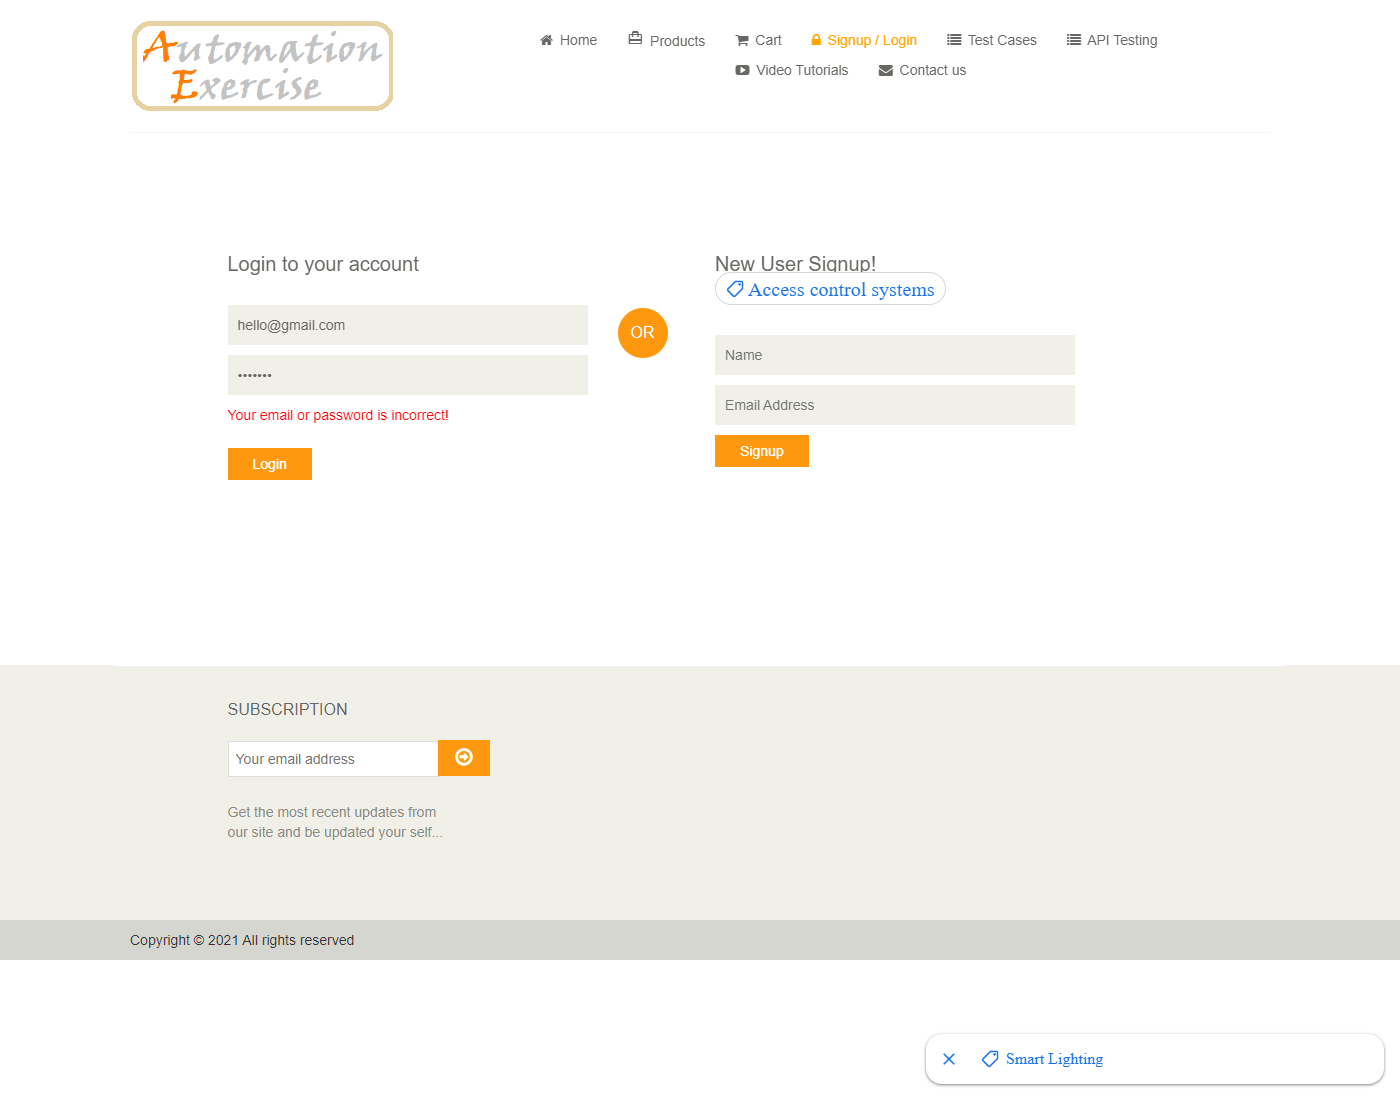 Automation
Exercise
Home
Products
Cart
Signup / Login
Test Cases
API Testing
Video Tutorials
Contact us
Login to your account
hello@gmail.com
•••••••
Your email or password is incorrect!
Login
OR
New User Signup!
Access control systems
Name
Email Address
Signup
SUBSCRIPTION
Your email address
Get the most recent updates from
our site and be updated your self...
Copyright © 2021 All rights reserved
Smart Lighting